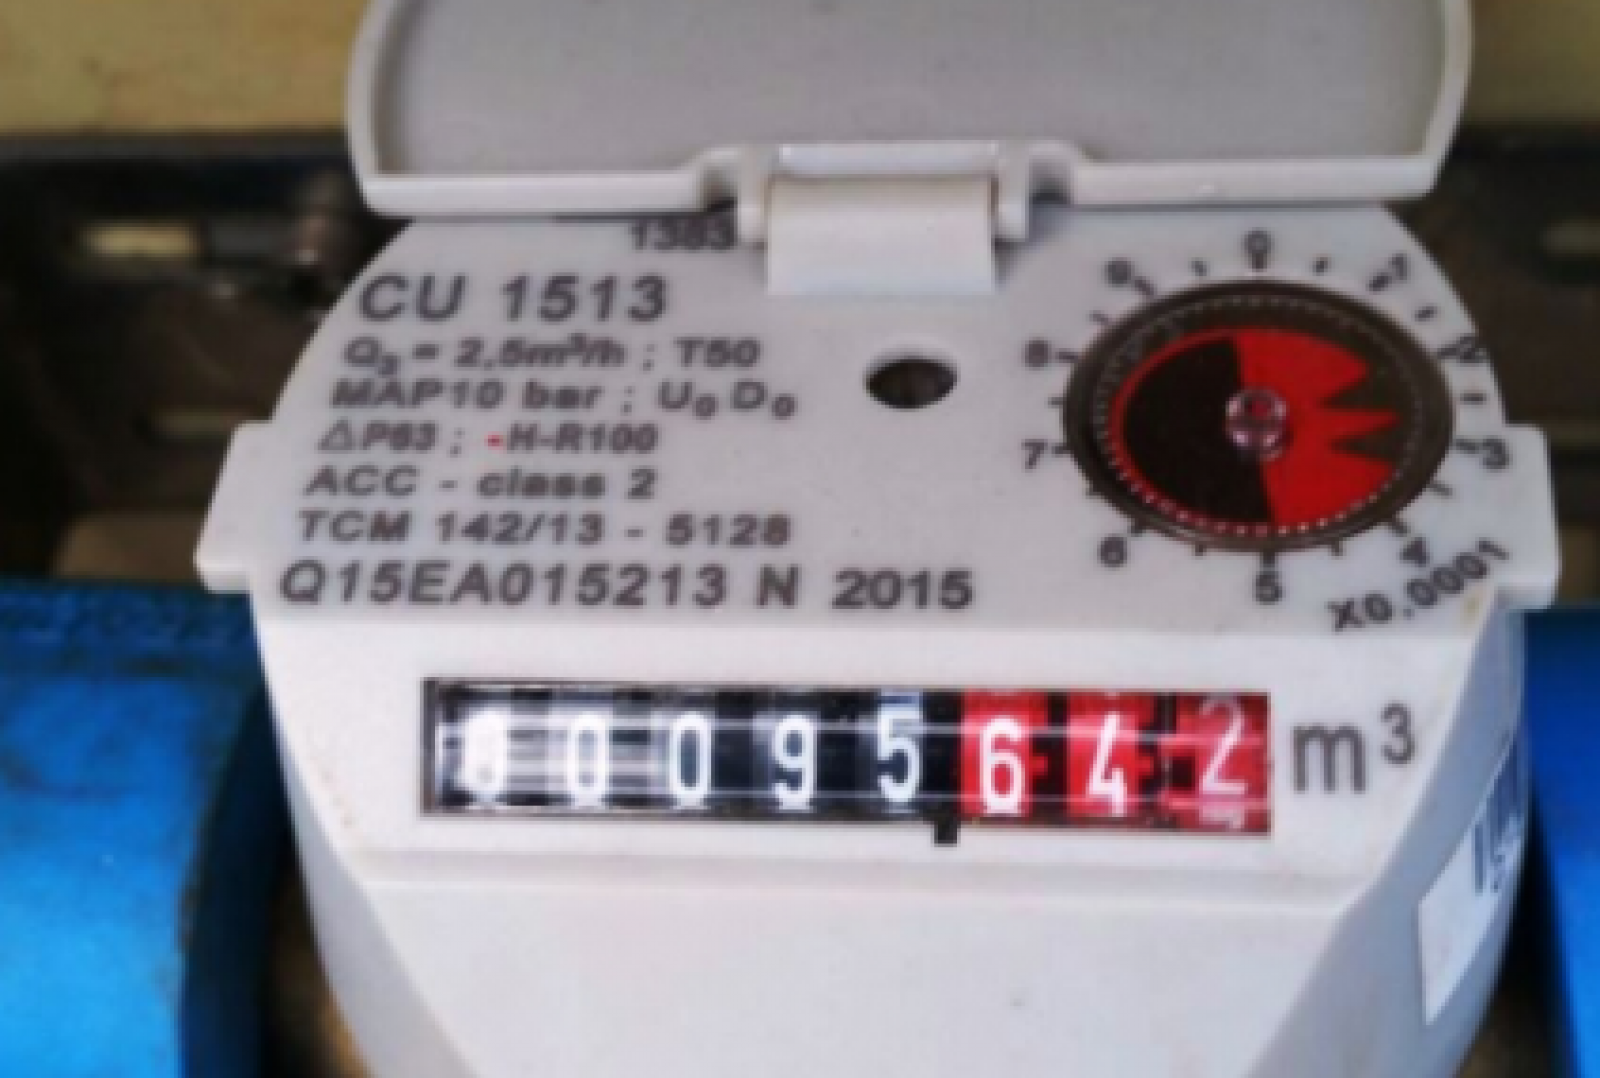 1383
CU 1513
Q₃ = 2,5m³/h ; T50
MAP10 bar ; U₀ D₀
△P63 ; -H-R100
ACC - class 2
TCM 142/13 - 5128
Q15EA015213 N 2015
0 1 2 3 4 5 6 7 8 9
X0,0001
0 0 0 9 5 6 4 2 m³